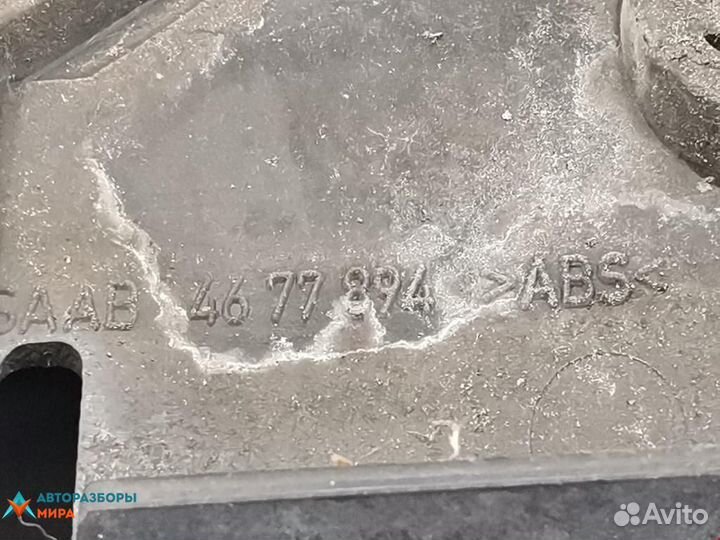 SAAB 46 77 894 >ABS<
АВТОРАЗБОРЫ
МИРА
Avito